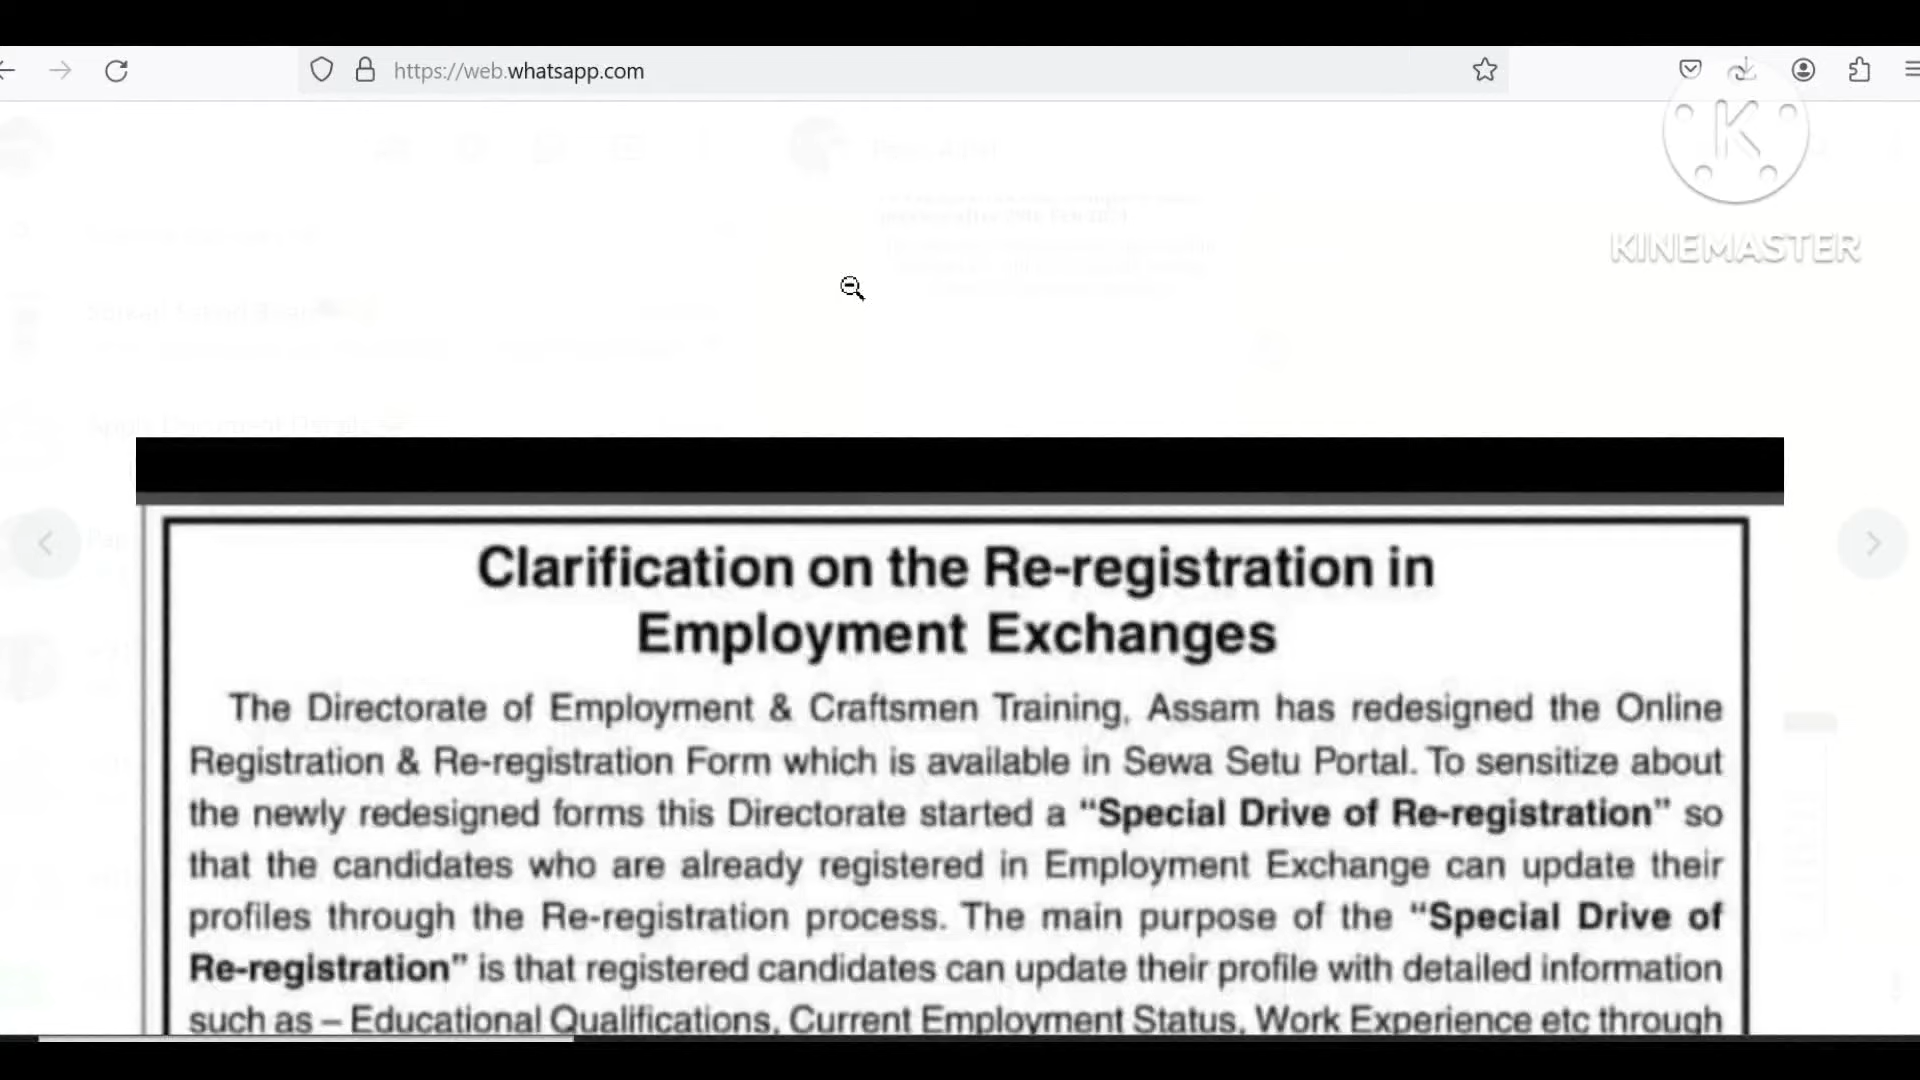 https://web.whatsapp.com
K
KINEMASTER
Clarification on the Re-registration in
Employment Exchanges
The Directorate of Employment & Craftsmen Training, Assam has redesigned the Online
Registration & Re-registration Form which is available in Sewa Setu Portal. To sensitize about
the newly redesigned forms this Directorate started a “Special Drive of Re-registration” so
that the candidates who are already registered in Employment Exchange can update their
profiles through the Re-registration process. The main purpose of the “Special Drive of
Re-registration” is that registered candidates can update their profile with detailed information
such as – Educational Qualifications, Current Employment Status, Work Experience etc through